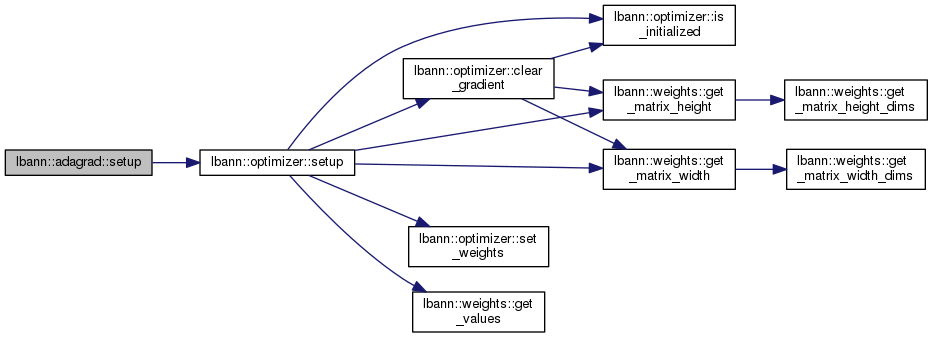 lbann::adagrad::setup
lbann::optimizer::setup
lbann::optimizer::is
_initialized
lbann::optimizer::clear
_gradient
lbann::weights::get
_matrix_height
lbann::weights::get
_matrix_height_dims
lbann::weights::get
_matrix_width
lbann::weights::get
_matrix_width_dims
lbann::optimizer::set
_weights
lbann::weights::get
_values